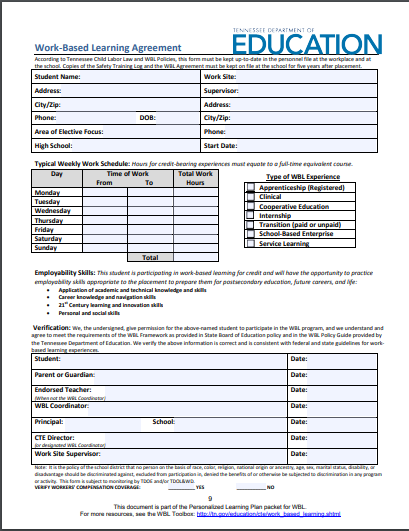 TENNESSEE DEPARTMENT OF
EDUCATION
Work-Based Learning Agreement
According to Tennessee Child Labor Law and WBL Policies, this form must be kept up-to-date in the personnel file at the workplace and at
the school. Copies of the Safety Training Log and the WBL Agreement must be kept on file at the school for five years after placement.
Student Name: Work Site:
Address: Supervisor:
City/Zip: Address:
Phone: DOB: City/Zip:
Area of Elective Focus: Phone:
High School: Start Date:
Typical Weekly Work Schedule: Hours for credit-bearing experiences must equate to a full-time equivalent course.
Day Time of Work Total Work
From To Hours
Monday
Tuesday
Wednesday
Thursday
Friday
Saturday
Sunday
Total
Type of WBL Experience
Apprenticeship (Registered)
Clinical
Cooperative Education
Internship
Transition (paid or unpaid)
School-Based Enterprise
Service Learning
Employability Skills: This student is participating in work-based learning for credit and will have the opportunity to practice
employability skills appropriate to the placement to prepare them for postsecondary education, future careers, and life:
• Application of academic and technical knowledge and skills
• Career knowledge and navigation skills
• 21st Century learning and innovation skills
• Personal and social skills
Verification: We, the undersigned, give permission for the above-named student to participate in the WBL program, and we understand and
agree to meet the requirements of the WBL Framework as provided in State Board of Education policy and in the WBL Policy Guide provided by
the Tennessee Department of Education. We verify the above information is correct and is consistent with federal and state guidelines for work-
based learning experiences.
Student: Date:
Parent or Guardian: Date:
Endorsed Teacher: Date:
(When not the WBL Coordinator)
WBL Coordinator: Date:
Principal: School: Date:
CTE Director: Date:
(or designated WBL Coordinator)
Work Site Supervisor: Date:
Note: It is the policy of the school district that no person on the basis of race, color, religion, national origin or ancestry, age, sex, marital status, disability, or
disadvantage should be discriminated against, excluded from participation in, denied the benefits of or otherwise be subjected to discrimination in any program
or activity. This form is subject to monitoring by TDOE and/or TDOL&WD.
VERIFY WORKERS' COMPENSATION COVERAGE: YES NO
9
This document is part of the Personalized Learning Plan packet for WBL.
For more resources, see the WBL Toolbox: http://tn.gov/education/cte/work_based_learning.shtml